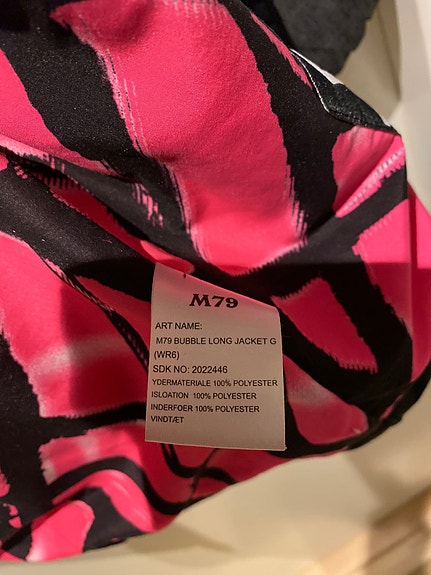 M79
ART NAME:
M79 BUBBLE LONG JACKET G
(WR6)
SDK NO: 2022446
YDERMATERIALE 100% POLYESTER
ISLOATION 100% POLYESTER
INDERFOER 100% POLYESTER
VINDTÆT